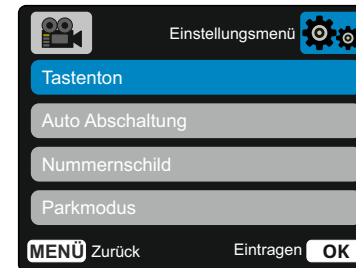 Einstellungsmenü
Tastenton
Auto Abschaltung
Nummernschild
Parkmodus
MENÜ Zurück Eintragen OK